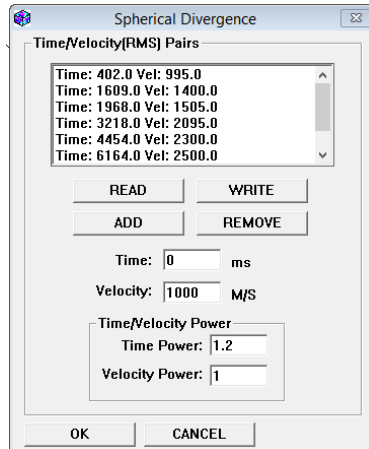 Spherical Divergence
Time/Velocity(RMS) Pairs
Time: 402.0 Vel: 995.0
Time: 1609.0 Vel: 1400.0
Time: 1968.0 Vel: 1505.0
Time: 3218.0 Vel: 2095.0
Time: 4454.0 Vel: 2300.0
Time: 6164.0 Vel: 2500.0
READ WRITE
ADD REMOVE
Time: 0 ms
Velocity: 1000 M/S
Time/Velocity Power
Time Power: 1.2
Velocity Power: 1
OK CANCEL